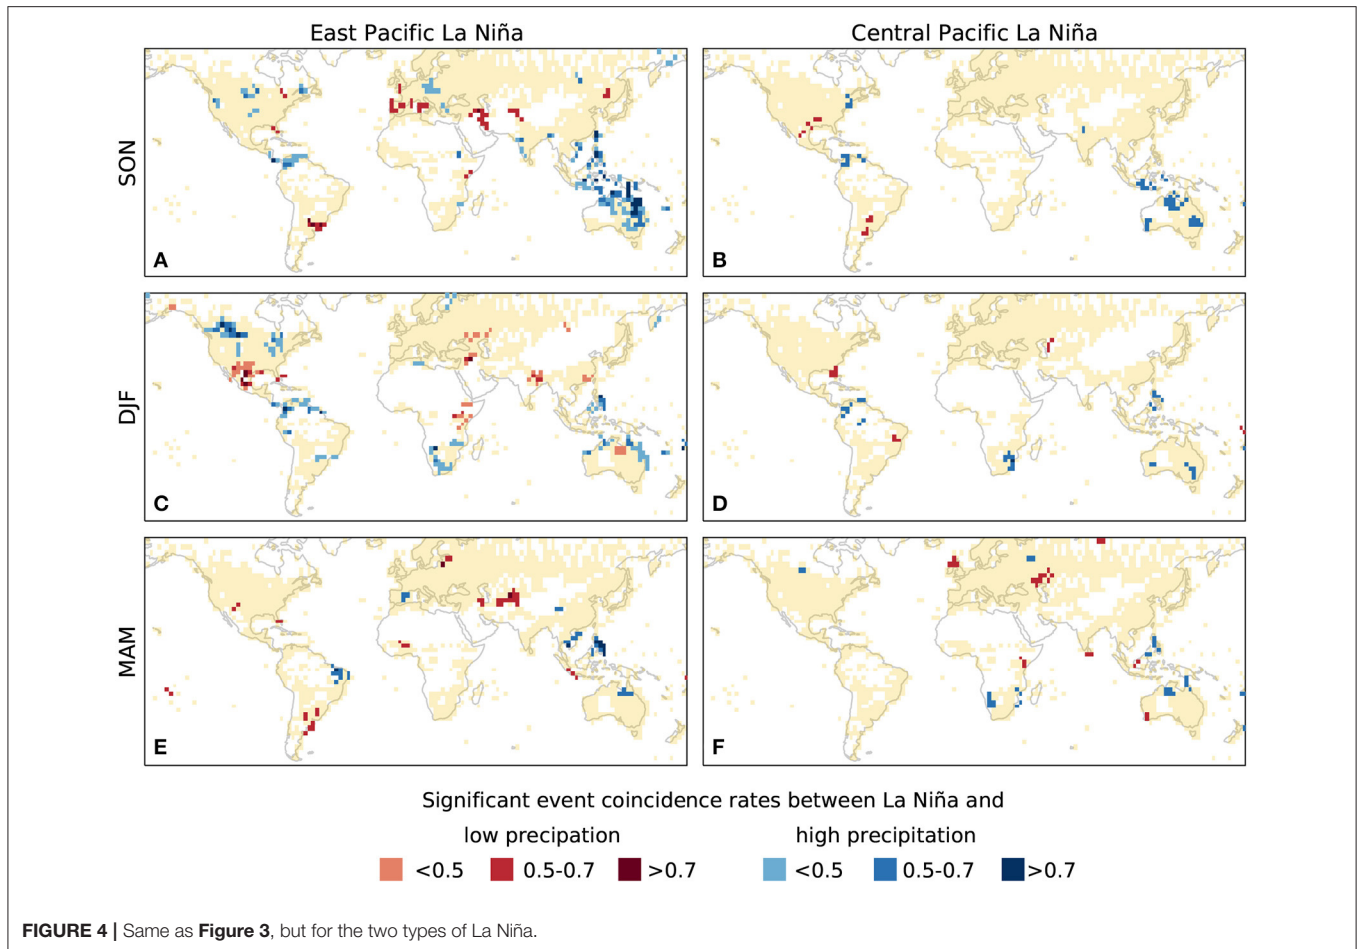 East Pacific La Niña
Central Pacific La Niña
SON
A
B
DJF
C
D
MAM
E
F
Significant event coincidence rates between La Niña and
low precipation
high precipitation
<0.5
0.5-0.7
>0.7
<0.5
0.5-0.7
>0.7
FIGURE 4 | Same as Figure 3, but for the two types of La Niña.